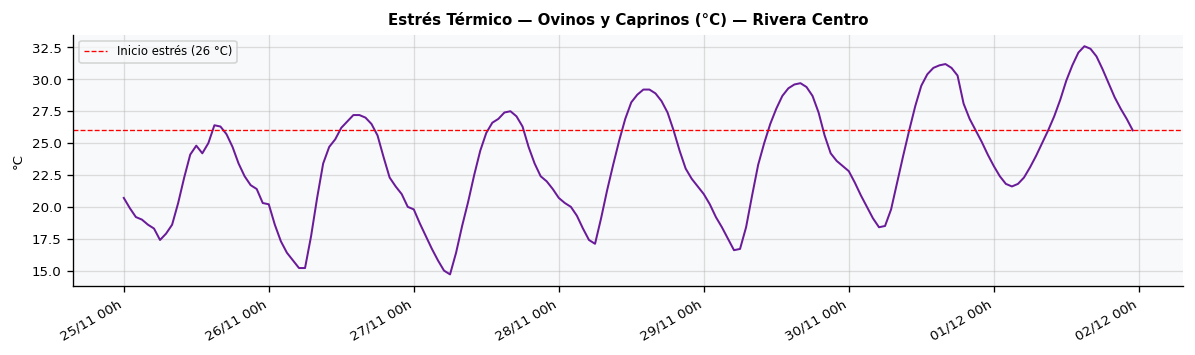 Estrés Térmico — Ovinos y Caprinos (°C) — Rivera Centro
Inicio estrés (26 °C)
°C
32.5
30.0
27.5
25.0
22.5
20.0
17.5
15.0
25/11 00h
26/11 00h
27/11 00h
28/11 00h
29/11 00h
30/11 00h
01/12 00h
02/12 00h